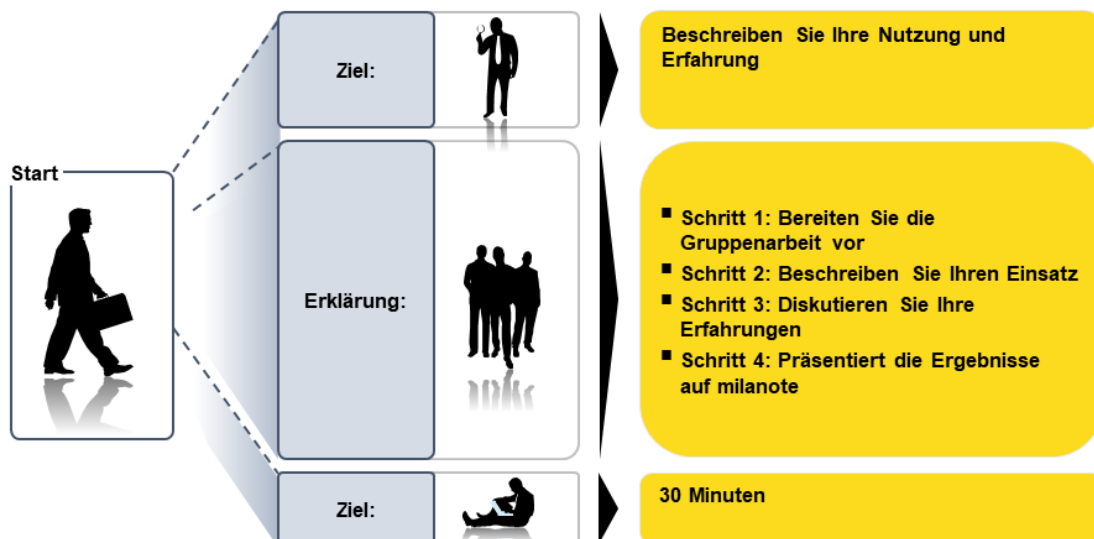 Start
Ziel:
Beschreiben Sie Ihre Nutzung und
Erfahrung
Erklärung:
▪ Schritt 1: Bereiten Sie die
Gruppenarbeit vor
▪ Schritt 2: Beschreiben Sie Ihren Einsatz
▪ Schritt 3: Diskutieren Sie Ihre
Erfahrungen
▪ Schritt 4: Präsentiert die Ergebnisse
auf milanote
Ziel:
30 Minuten